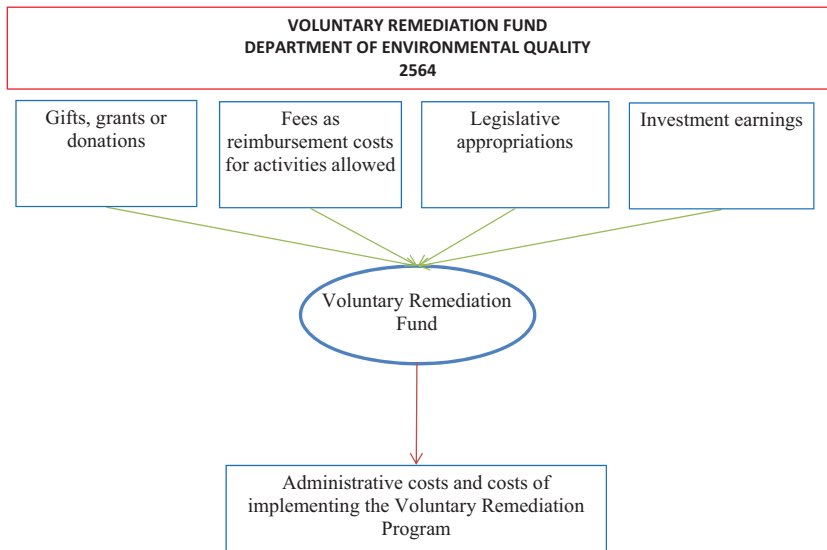 VOLUNTARY REMEDIATION FUND
DEPARTMENT OF ENVIRONMENTAL QUALITY
2564
Gifts, grants or
donations
Fees as
reimbursement costs
for activities allowed
Legislative
appropriations
Investment earnings
Voluntary Remediation
Fund
Administrative costs and costs of
implementing the Voluntary Remediation
Program